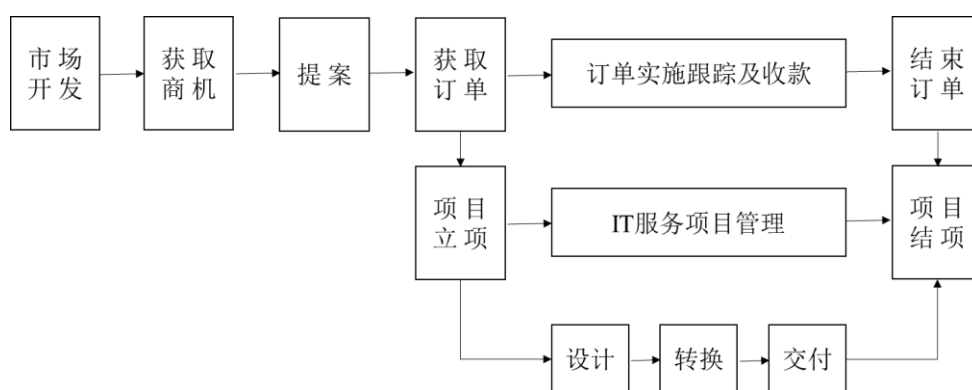 市场
开发
获取
商机
提案
获取
订单
订单实施跟踪及收款
结束
订单
项目
立项
IT服务项目管理
项目
结项
设计
转换
交付